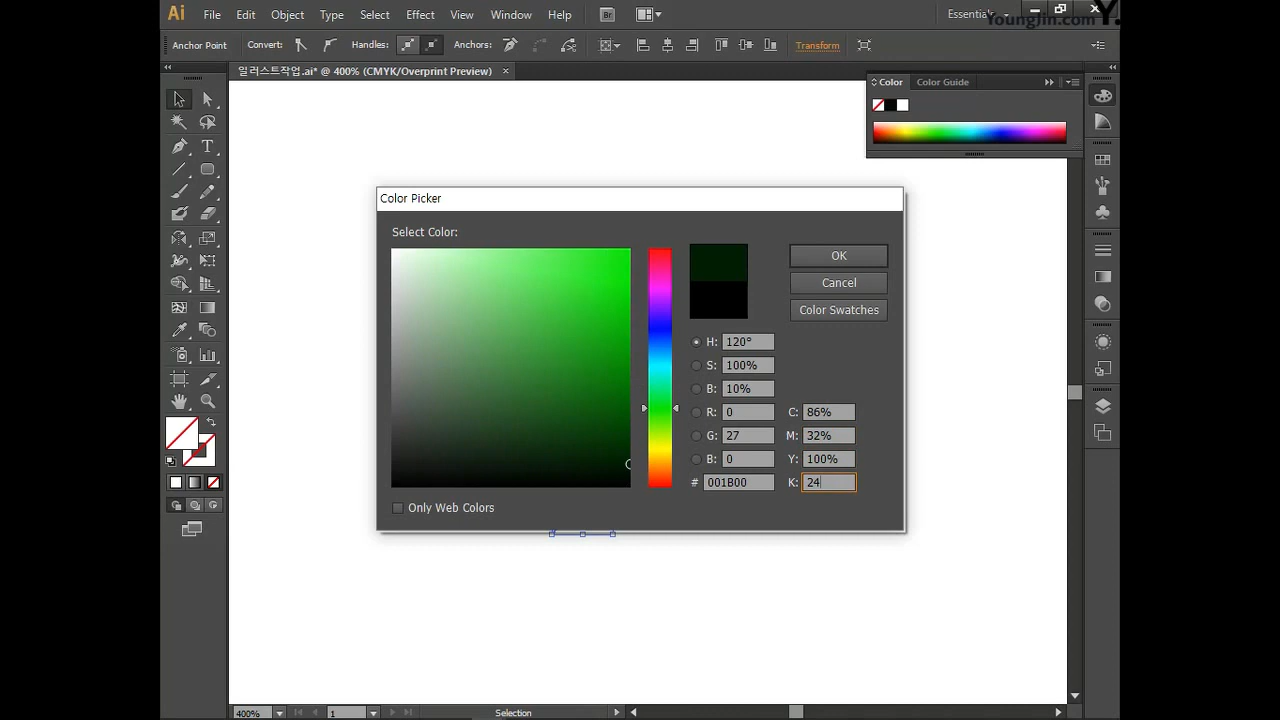 Ai File Edit Object Type Select Effect View Window Help Br Essentials
YoungJin.com Y.
Anchor Point Convert: Handles: Anchors: Transform
일러스트작업.ai* @ 400% (CMYK/Overprint Preview) ×
Color Color Guide
Color Picker
Select Color:
OK
Cancel
Color Swatches
H: 120°
S: 100%
B: 10%
R: 0 C: 86%
G: 27 M: 32%
B: 0 Y: 100%
# 001B00 K: 24
Only Web Colors
400% 1 Selection